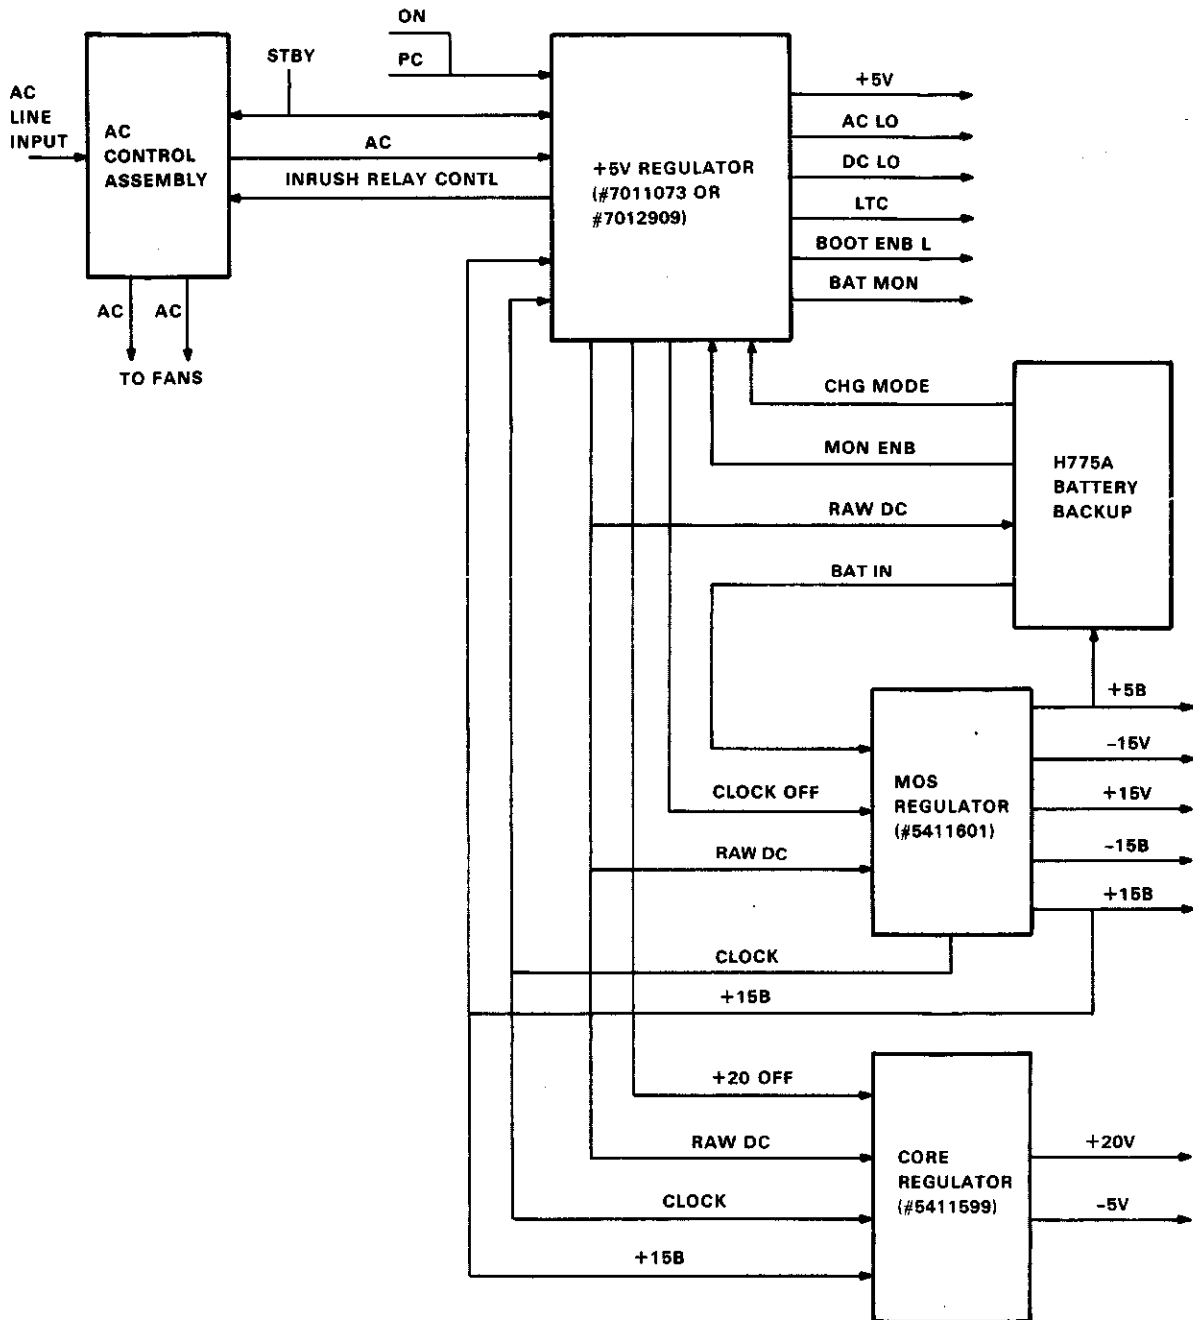 ON
PC
STBY
AC
LINE
INPUT
AC
CONTROL
ASSEMBLY
AC
INRUSH RELAY CONTL
+5V REGULATOR
(#7011073 OR
#7012909)
+5V
AC LO
DC LO
LTC
BOOT ENB L
BAT MON
AC
AC
TO FANS
CHG MODE
MON ENB
RAW DC
BAT IN
H775A
BATTERY
BACKUP
CLOCK OFF
RAW DC
MOS
REGULATOR
(#5411601)
+5B
-15V
+15V
-15B
+15B
CLOCK
+15B
+20 OFF
RAW DC
CLOCK
+15B
CORE
REGULATOR
(#5411599)
+20V
-5V